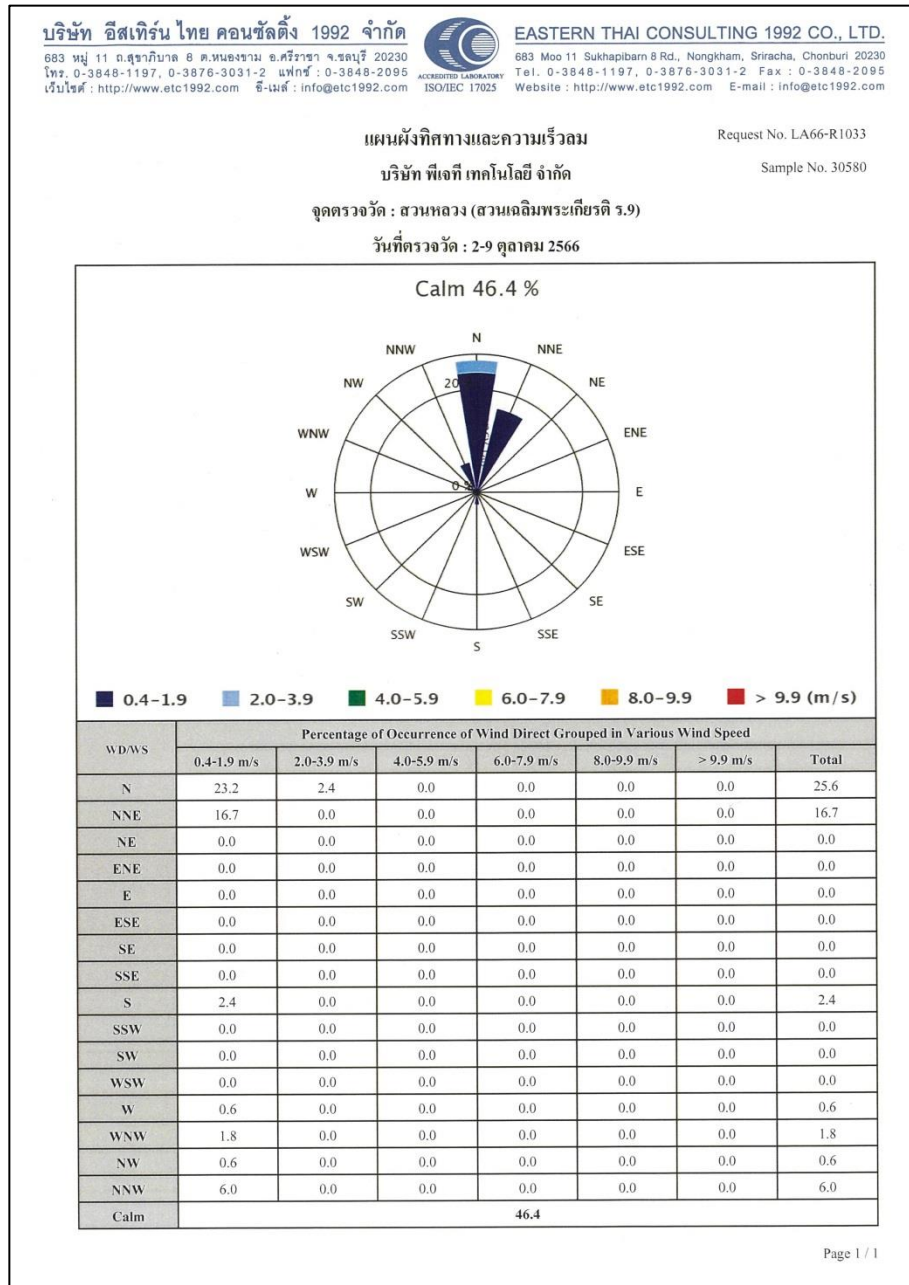 บริษัท อีสเทิร์น ไทย คอนซัลติ้ง 1992 จำกัด
683 หมู่ 11 ถ.สุขาภิบาล 8 ต.หนองขาม อ.ศรีราชา จ.ชลบุรี 20230
โทร. 0-3848-1197, 0-3876-3031-2 แฟกซ์ : 0-3848-2095
เว็บไซต์ : http://www.etc1992.com อี-เมล์ : info@etc1992.com
ACCREDITED LABORATORY
ISO/IEC 17025
EASTERN THAI CONSULTING 1992 CO., LTD.
683 Moo 11 Sukhapibarn 8 Rd., Nongkham, Sriracha, Chonburi 20230
Tel. 0-3848-1197, 0-3876-3031-2 Fax : 0-3848-2095
Website : http://www.etc1992.com E-mail : info@etc1992.com
แผนผังทิศทางและความเร็วลม
Request No. LA66-R1033
บริษัท พีเจที เทคโนโลยี จำกัด
Sample No. 30580
จุดตรวจวัด : สวนหลวง (สวนเฉลิมพระเกียรติ ร.9)
วันที่ตรวจวัด : 2-9 ตุลาคม 2566
Calm 46.4 %
N
NNW NNE
NW 20 NE
WNW ENE
W 0 E
WSW ESE
SW SE
SSW SSE
S
0.4-1.9 2.0-3.9 4.0-5.9 6.0-7.9 8.0-9.9 > 9.9 (m/s)
WD/WS Percentage of Occurrence of Wind Direct Grouped in Various Wind Speed
0.4-1.9 m/s 2.0-3.9 m/s 4.0-5.9 m/s 6.0-7.9 m/s 8.0-9.9 m/s > 9.9 m/s Total
N 23.2 2.4 0.0 0.0 0.0 0.0 25.6
NNE 16.7 0.0 0.0 0.0 0.0 0.0 16.7
NE 0.0 0.0 0.0 0.0 0.0 0.0 0.0
ENE 0.0 0.0 0.0 0.0 0.0 0.0 0.0
E 0.0 0.0 0.0 0.0 0.0 0.0 0.0
ESE 0.0 0.0 0.0 0.0 0.0 0.0 0.0
SE 0.0 0.0 0.0 0.0 0.0 0.0 0.0
SSE 0.0 0.0 0.0 0.0 0.0 0.0 0.0
S 2.4 0.0 0.0 0.0 0.0 0.0 2.4
SSW 0.0 0.0 0.0 0.0 0.0 0.0 0.0
SW 0.0 0.0 0.0 0.0 0.0 0.0 0.0
WSW 0.0 0.0 0.0 0.0 0.0 0.0 0.0
W 0.6 0.0 0.0 0.0 0.0 0.0 0.6
WNW 1.8 0.0 0.0 0.0 0.0 0.0 1.8
NW 0.6 0.0 0.0 0.0 0.0 0.0 0.6
NNW 6.0 0.0 0.0 0.0 0.0 0.0 6.0
Calm 46.4
Page 1 / 1